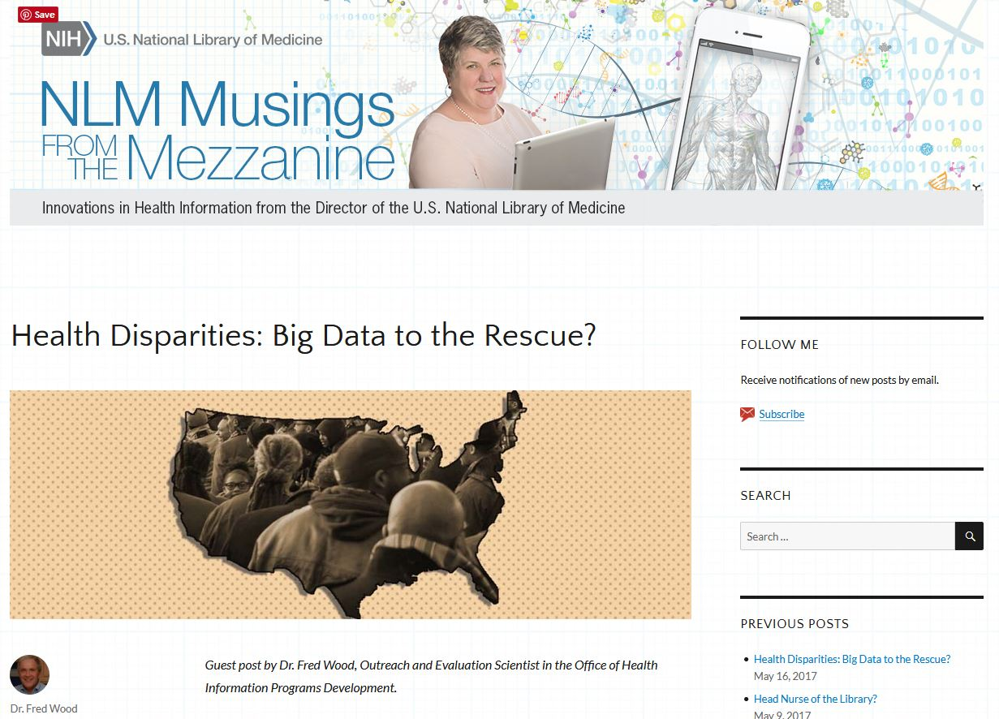 Save
NIH U.S. National Library of Medicine
NLM Musings
FROM THE Mezzanine
Innovations in Health Information from the Director of the U.S. National Library of Medicine
Health Disparities: Big Data to the Rescue?
Guest post by Dr. Fred Wood, Outreach and Evaluation Scientist in the Office of Health
Information Programs Development.
Dr. Fred Wood
FOLLOW ME
Receive notifications of new posts by email.
Subscribe
SEARCH
Search …
PREVIOUS POSTS
Health Disparities: Big Data to the Rescue?
May 16, 2017
Head Nurse of the Library?
May 9, 2017